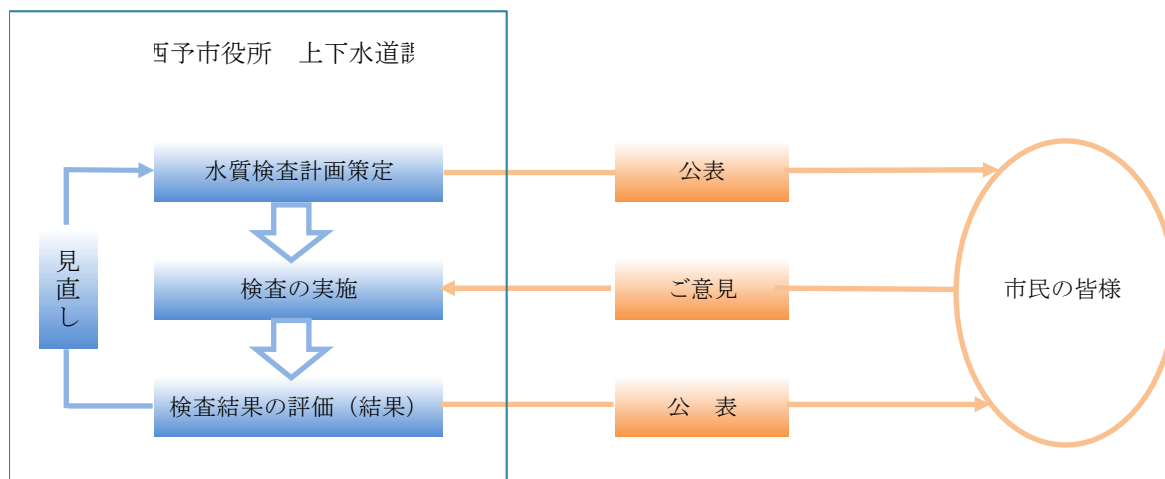 西予市役所　上下水道課
水質検査計画策定
公表
見直し
検査の実施
ご意見
市民の皆様
検査結果の評価（結果）
公　表